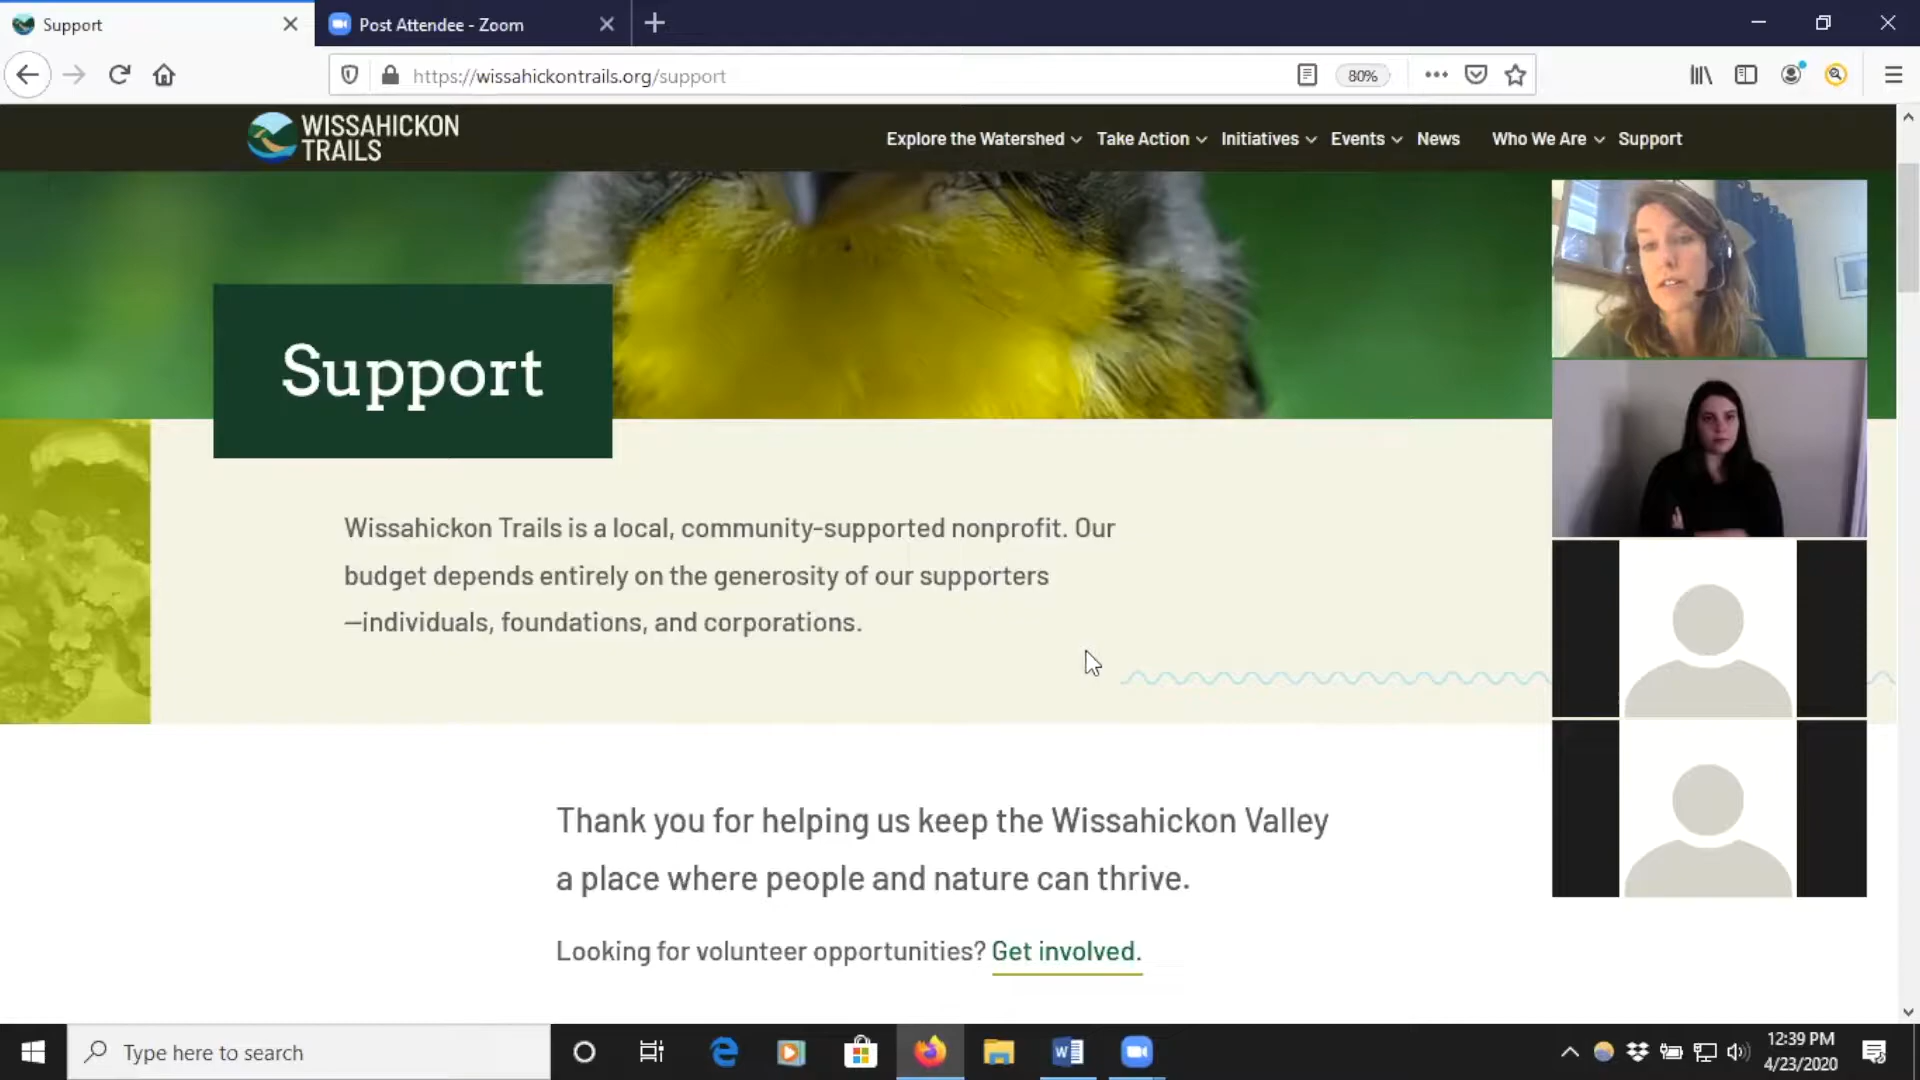 Support
Post Attendee - Zoom
https://wissahickontrails.org/support
80%
WISSAHICKON
TRAILS
Explore the Watershed
Take Action
Initiatives
Events
News
Who We Are
Support
Support
Wissahickon Trails is a local, community-supported nonprofit. Our
budget depends entirely on the generosity of our supporters
—individuals, foundations, and corporations.
Thank you for helping us keep the Wissahickon Valley
a place where people and nature can thrive.
Looking for volunteer opportunities? Get involved.
Type here to search
12:39 PM
4/23/2020